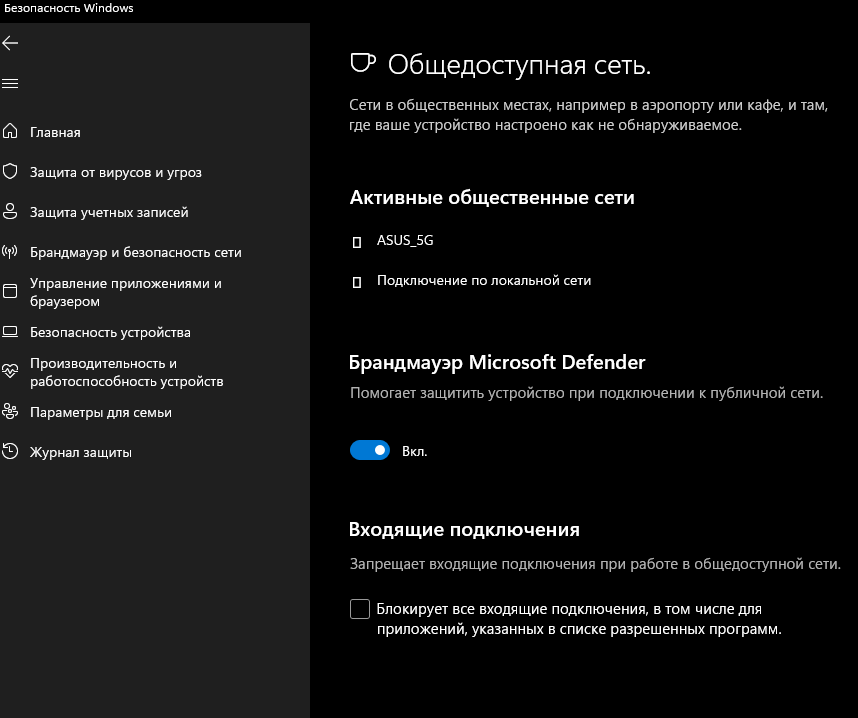 Безопасность Windows
Главная
Защита от вирусов и угроз
Защита учетных записей
Брандмауэр и безопасность сети
Управление приложениями и
браузером
Безопасность устройства
Производительность и
работоспособность устройств
Параметры для семьи
Журнал защиты
Общедоступная сеть.
Сети в общественных местах, например в аэропорту или кафе, и там,
где ваше устройство настроено как не обнаруживаемое.
Активные общественные сети
ASUS_5G
Подключение по локальной сети
Брандмауэр Microsoft Defender
Помогает защитить устройство при подключении к публичной сети.
Вкл.
Входящие подключения
Запрещает входящие подключения при работе в общедоступной сети.
Блокирует все входящие подключения, в том числе для
приложений, указанных в списке разрешенных программ.